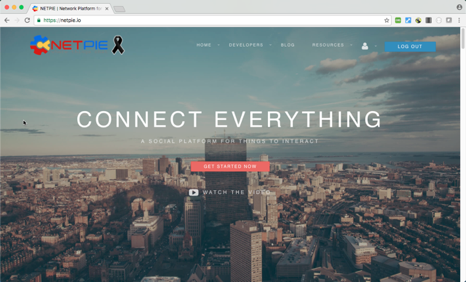 NETPIE | Network Platform
https://netpie.io
NETPIE
HOME
DEVELOPERS
BLOG
RESOURCES
LOG OUT
CONNECT EVERYTHING
A SOCIAL PLATFORM FOR THINGS TO INTERACT
GET STARTED NOW
WATCH THE VIDEO